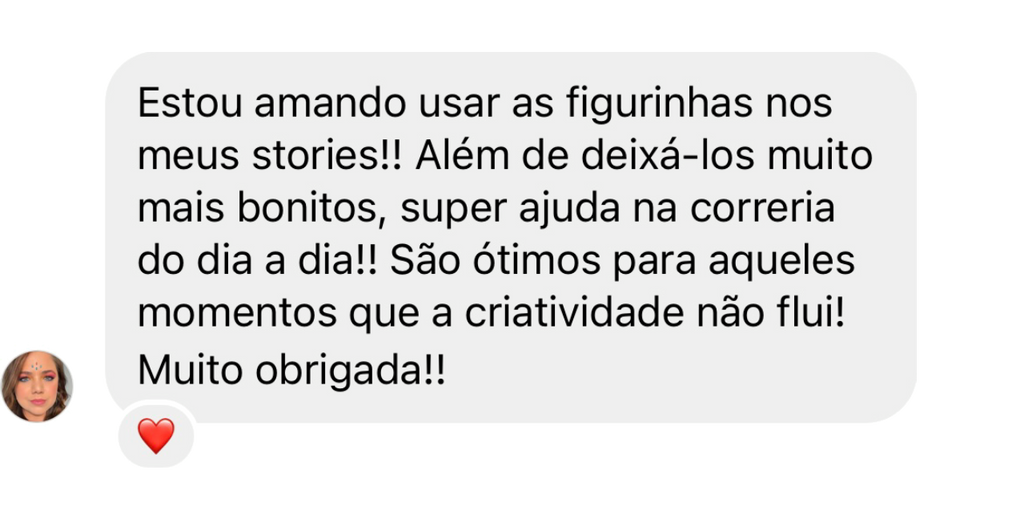 Estou amando usar as figurinhas nos
meus stories!! Além de deixá-los muito
mais bonitos, super ajuda na correria
do dia a dia!! São ótimos para aqueles
momentos que a criatividade não flui!
Muito obrigada!!